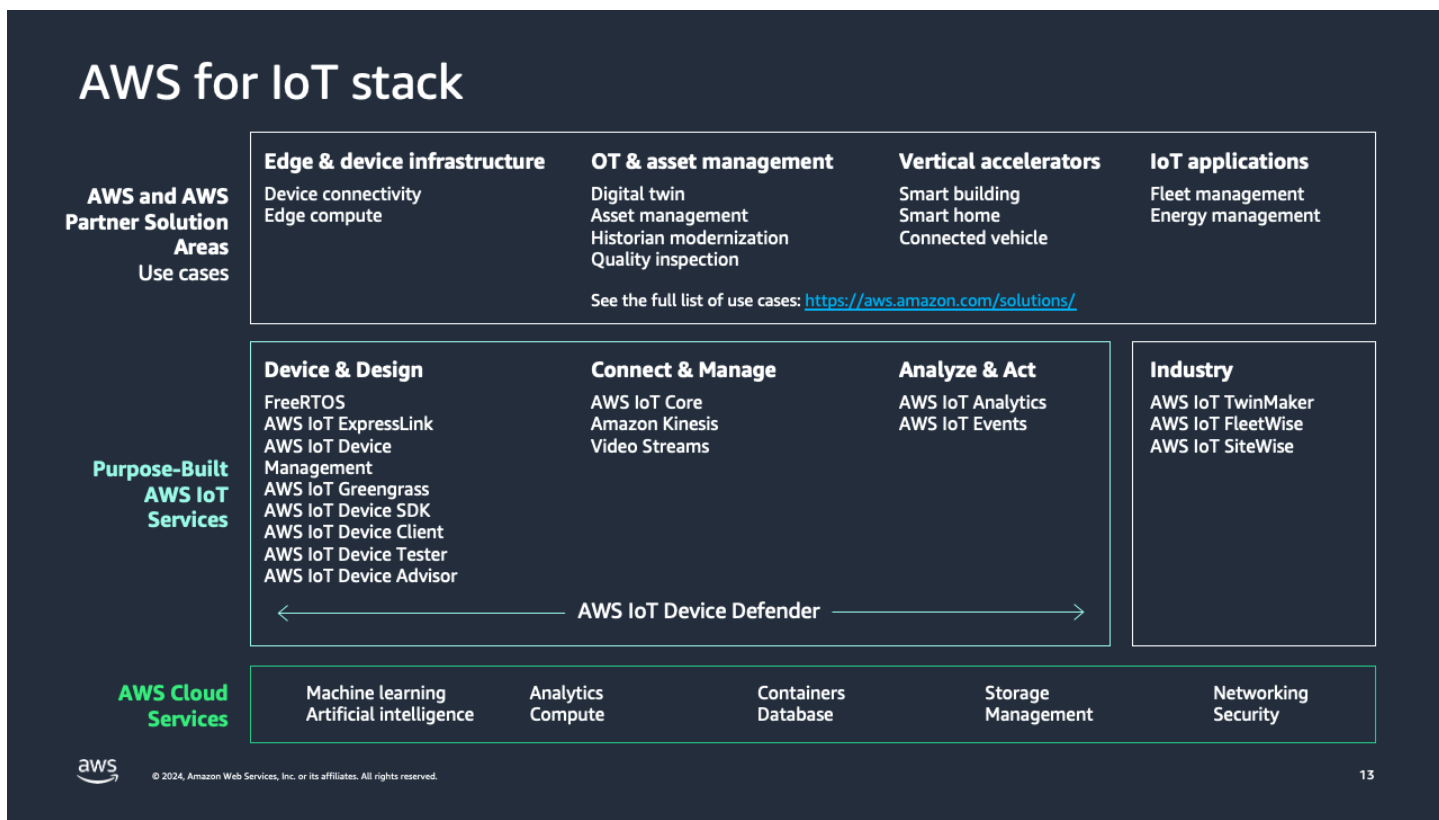 AWS for IoT stack
AWS and AWS
Partner Solution
Areas
Use cases
Edge & device infrastructure
Device connectivity
Edge compute
OT & asset management
Digital twin
Asset management
Historian modernization
Quality inspection
See the full list of use cases: https://aws.amazon.com/solutions/
Vertical accelerators
Smart building
Smart home
Connected vehicle
IoT applications
Fleet management
Energy management
Purpose-Built
AWS IoT
Services
Device & Design
FreeRTOS
AWS IoT ExpressLink
AWS IoT Device
Management
AWS IoT Greengrass
AWS IoT Device SDK
AWS IoT Device Client
AWS IoT Device Tester
AWS IoT Device Advisor
Connect & Manage
AWS IoT Core
Amazon Kinesis
Video Streams
Analyze & Act
AWS IoT Analytics
AWS IoT Events
AWS IoT Device Defender
Industry
AWS IoT TwinMaker
AWS IoT FleetWise
AWS IoT SiteWise
AWS Cloud
Services
Machine learning
Artificial intelligence
Analytics
Compute
Containers
Database
Storage
Management
Networking
Security
aws
© 2024, Amazon Web Services, Inc. or its affiliates. All rights reserved.
13